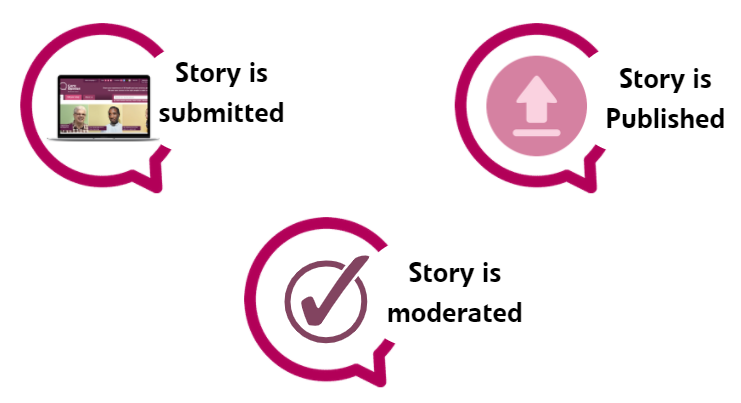 Story is
submitted
Story is
Published
Story is
moderated